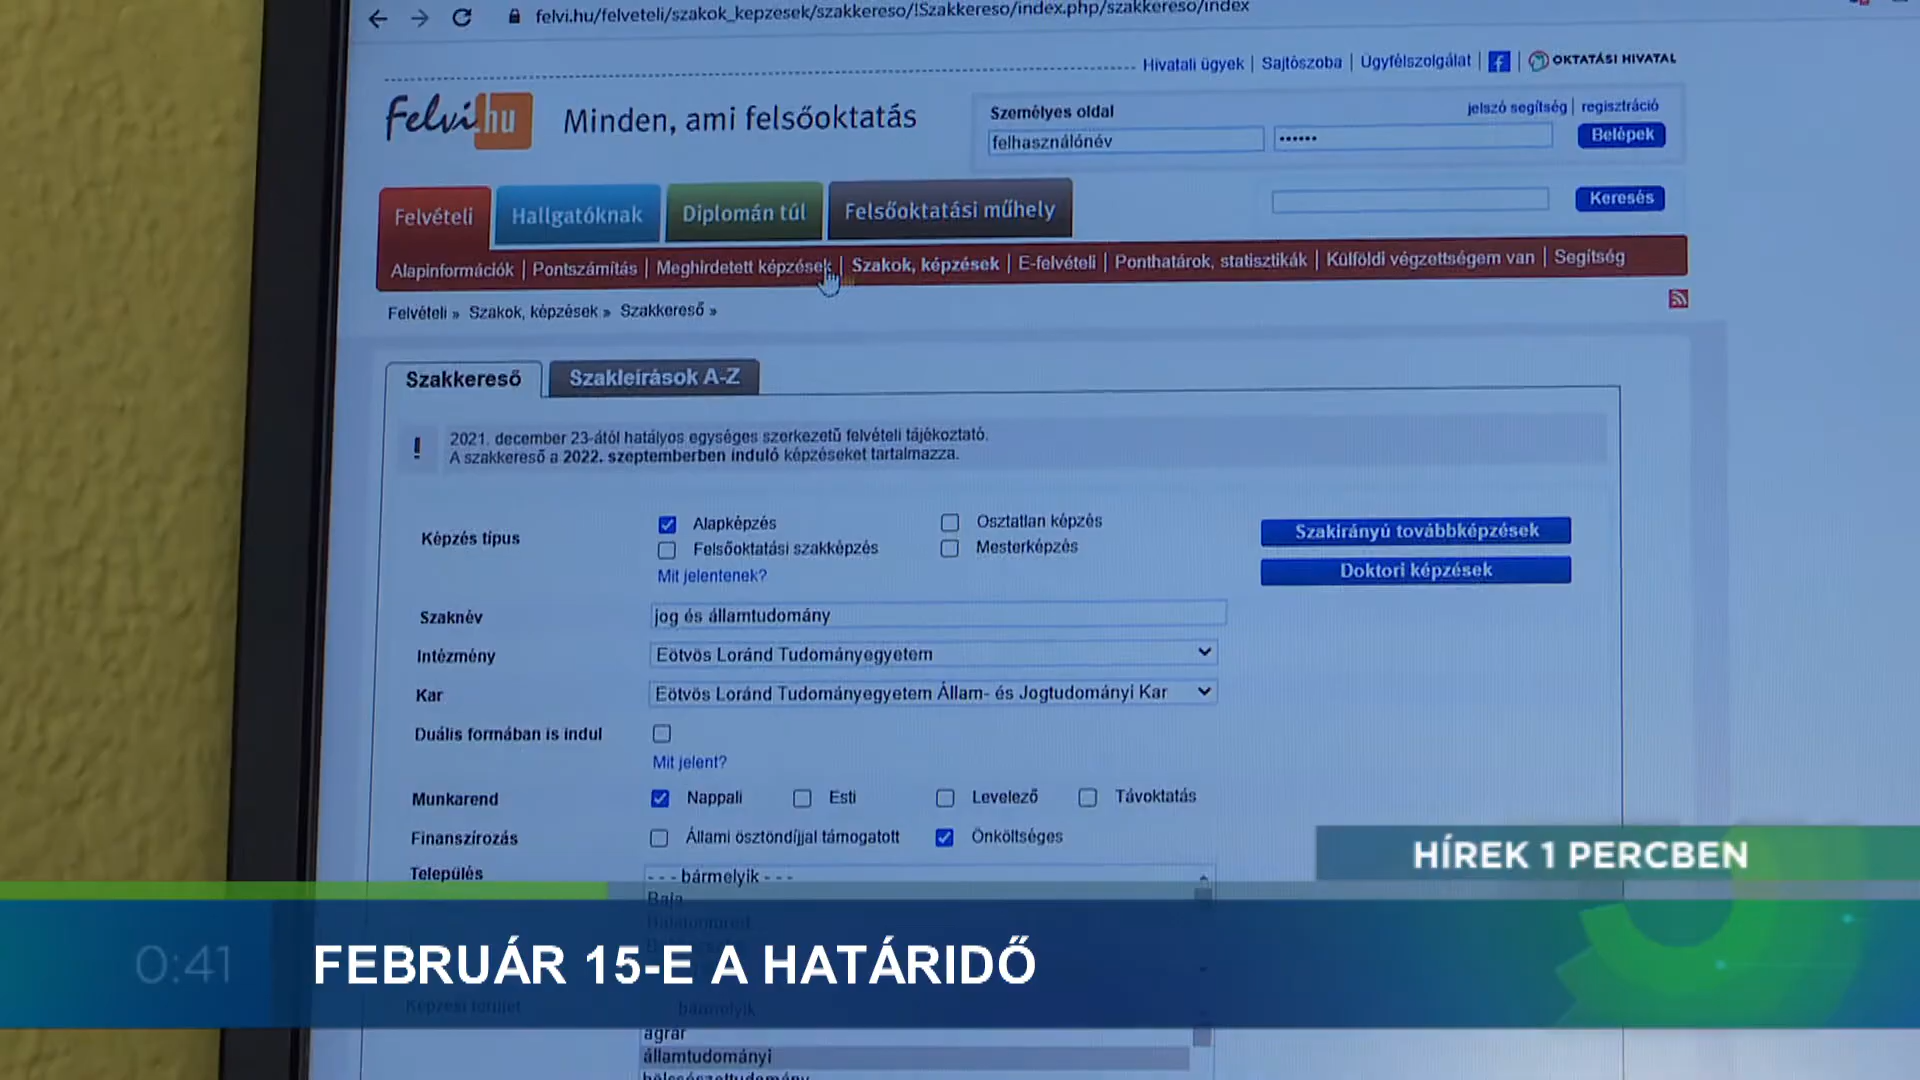 felvi.hu/felveteli/szakok_kepzesek/szakkereso/!Szakkereso/index.php/szakkereso/index
Hivatali ügyek | Sajtószoba | Ügyfélszolgálat | f | OKTATÁSI HIVATAL
Felvi.hu Minden, ami felsőoktatás
Személyes oldal jelszó segítség | regisztráció
felhasználónév •••••• Belépek
Keresés
Felvételi Hallgatóknak Diplomán túl Felsőoktatási műhely
Alapinformációk | Pontszámítás | Meghirdetett képzések | Szakok, képzések | E-felvételi | Ponthatárok, statisztikák | Külföldi végzettségem van | Segítség
Felvételi » Szakok, képzések » Szakkereső »
Szakkereső Szakleírások A-Z
! 2021. december 23-ától hatályos egységes szerkezetű felvételi tájékoztató.
A szakkereső a 2022. szeptemberben induló képzéseket tartalmazza.
Képzés típus Alapképzés Osztatlan képzés Szakirányú továbbképzések
Felsőoktatási szakképzés Mesterképzés Doktori képzések
Mit jelentenek?
Szaknév jog és államtudomány
Intézmény Eötvös Loránd Tudományegyetem
Kar Eötvös Loránd Tudományegyetem Állam- és Jogtudományi Kar
Duális formában is indul
Mit jelent?
Munkarend Nappali Esti Levelező Távoktatás
Finanszírozás Állami ösztöndíjjal támogatott Önköltséges
HÍREK 1 PERCBEN
Település - - - bármelyik - - -
Baja
0:41 FEBRUÁR 15-E A HATÁRIDŐ
Képzési terület bármelyik
agrár
államtudományi
bölcsészettudomány